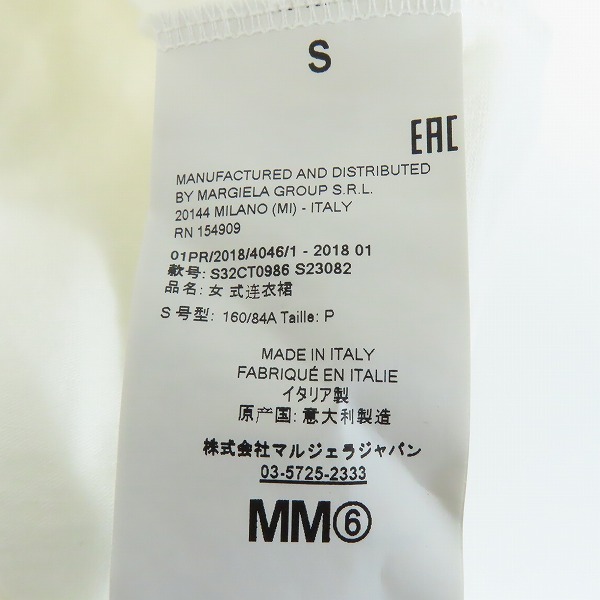 S
EAC
MANUFACTURED AND DISTRIBUTED
BY MARGIELA GROUP S.R.L.
20144 MILANO (MI) - ITALY
RN 154909
01PR/2018/4046/1 - 2018 01
款号: S32CT0986 S23082
品名: 女 式连衣裙
S 号型: 160/84A Taille: P
MADE IN ITALY
FABRIQUÉ EN ITALIE
イタリア製
原产国: 意大利製造
株式会社マルジェラジャパン
03-5725-2333
MM⑥